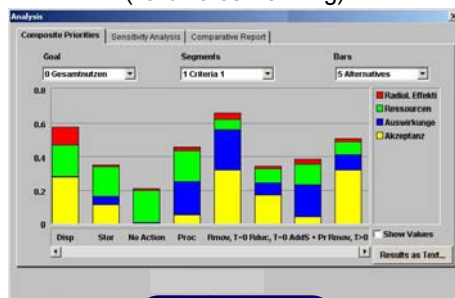 Analysis
Composite Priorities Sensitivity Analysis Comparative Report
Goal Segments Bars
0 Gesamtnutzen 1 Criteria 1 5 Alternatives
0.8
0.6
0.4
0.2
0
Radiol. Effekti
Ressourcen
Auswirkunge
Akzeptanz
Disp Stor No Action Proc Rmov, T=0 Rduc, T=0 AddS + Pr Rmov, T>0
Show Values
Results as Text...